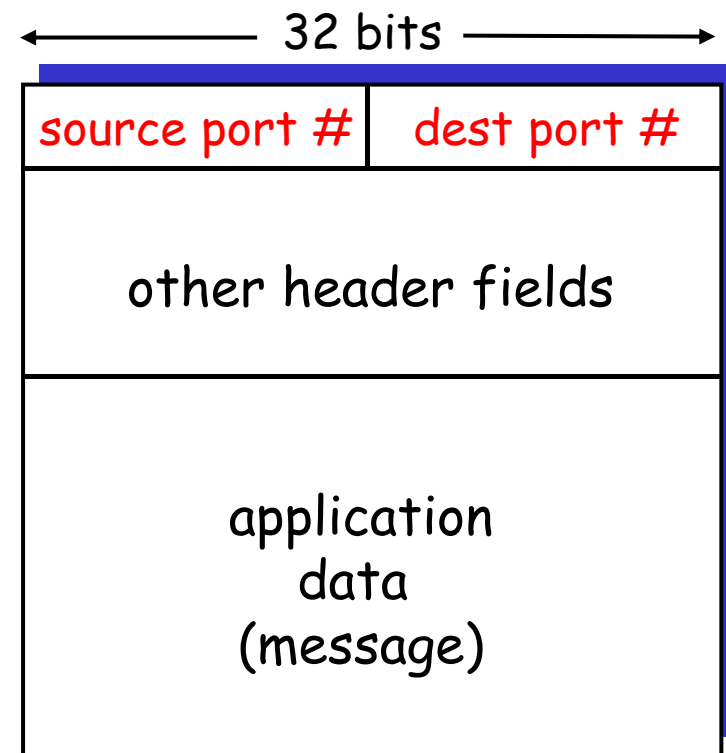 32 bits
source port # dest port #
other header fields
application
data
(message)